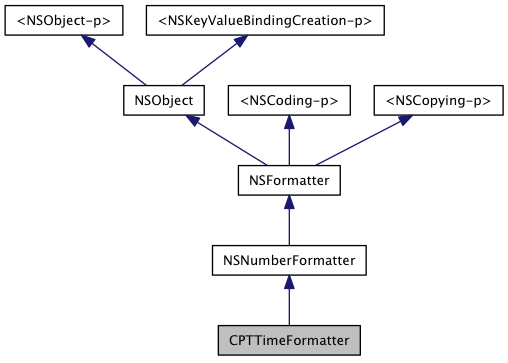 <NSObject-p>
<NSKeyValueBindingCreation-p>
NSObject
<NSCoding-p>
<NSCopying-p>
NSFormatter
NSNumberFormatter
CPTTimeFormatter